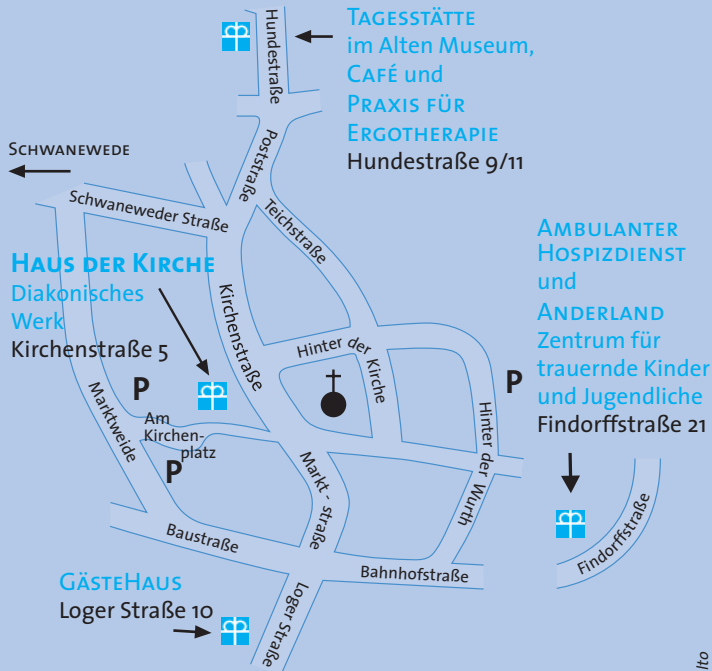 TAGESSTÄTTE
im Alten Museum,
CAFÉ und
PRAXIS FÜR
ERGOTHERAPIE
Hundestraße 9/11
Hundestraße
SCHWANEWEDE
Poststraße
Schwaneweder Straße
Teichstraße
HAUS DER KIRCHE
Diakonisches
Werk
Kirchenstraße 5
AMBULANTER
HOSPIZDIENST
und
ANDERLAND
Zentrum für
trauernde Kinder
und Jugendliche
Findorffstraße 21
Kirchenstraße
Hinter der Kirche
P
P
Am
Kirchen-
platz
P
Marktweide
Markt - straße
Hinter der Wurth
Baustraße
Bahnhofstraße
Findorffstraße
GÄSTEHAUS
Loger Straße 10
Loger Straße
lto